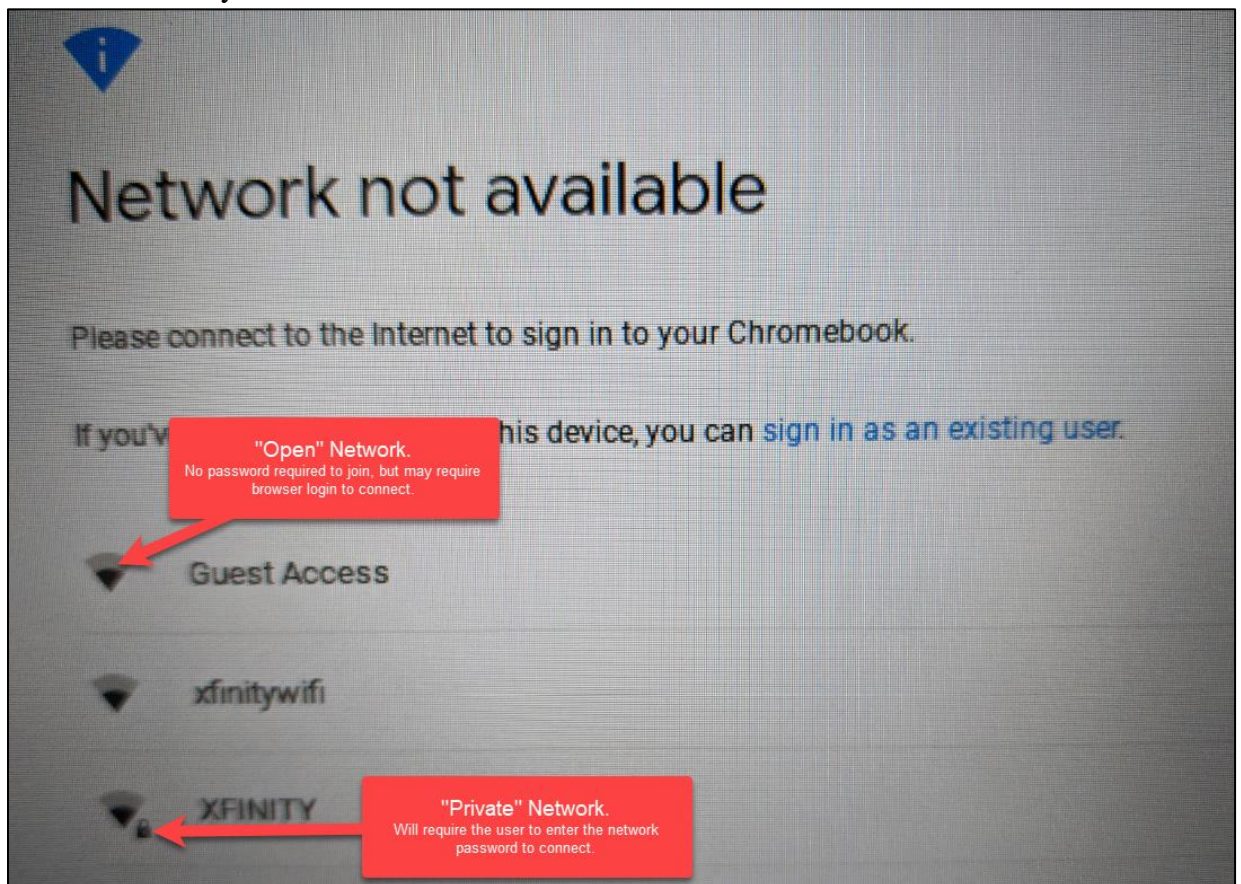 Network not available
Please connect to the Internet to sign in to your Chromebook.
If you'v his device, you can sign in as an existing user.
"Open" Network.
No password required to join, but may require
browser login to connect.
Guest Access
xfinitywifi
XFINITY
"Private" Network.
Will require the user to enter the network
password to connect.